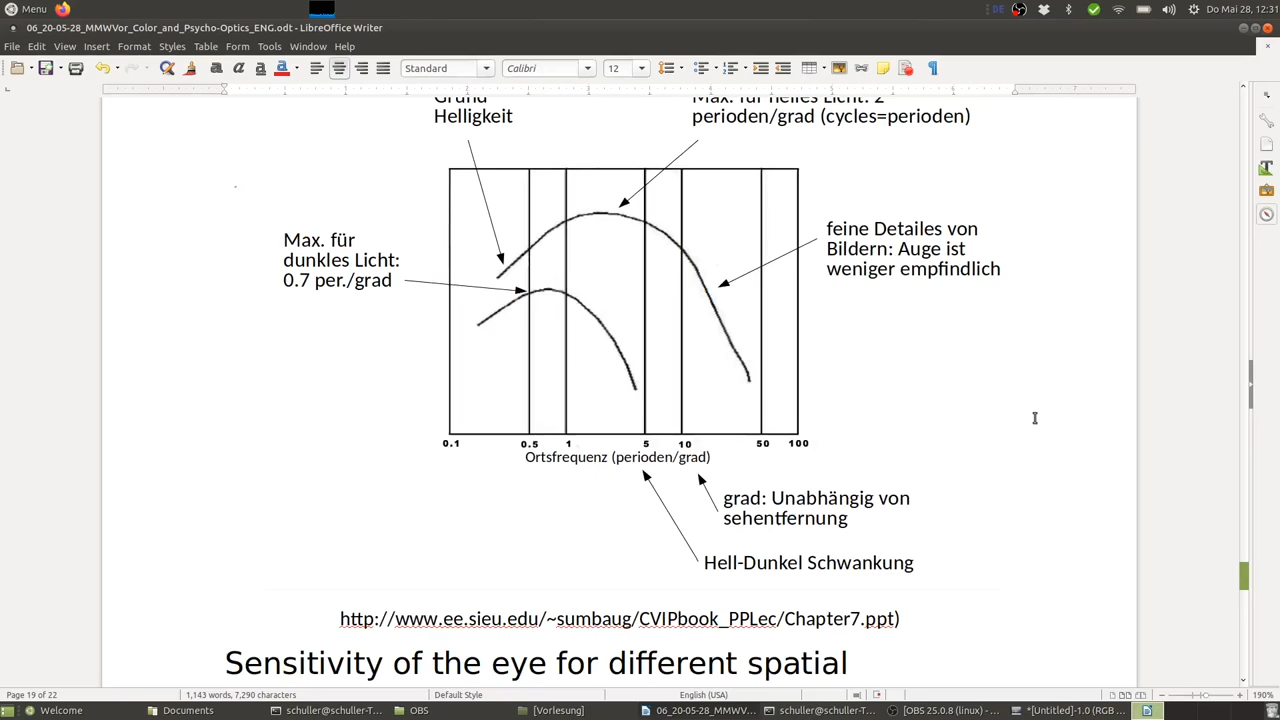 Menu
DE
Do Mai 28, 12:31
06_20-05-28_MMWVor_Color_and_Psycho-Optics_ENG.odt - LibreOffice Writer
File Edit View Insert Format Styles Table Form Tools Window Help
Standard Calibri 12
Grund
Helligkeit
Max. für helles Licht: 2
perioden/grad (cycles=perioden)
Max. für
dunkles Licht:
0.7 per./grad
feine Detailes von
Bildern: Auge ist
weniger empfindlich
0.1 0.5 1 5 10 50 100
Ortsfrequenz (perioden/grad)
grad: Unabhängig von
sehentfernung
Hell-Dunkel Schwankung
http://www.ee.sieu.edu/~sumbaug/CVIPbook_PPLec/Chapter7.ppt)
Sensitivity of the eye for different spatial
Page 19 of 22 1,143 words, 7,290 characters Default Style English (USA) 190%
Welcome Documents schuller@schuller-T... OBS [Vorlesung] 06_20-05-28_MMWV... schuller@schuller-T... [OBS 25.0.8 (linux) - ... *[Untitled]-1.0 (RGB ...